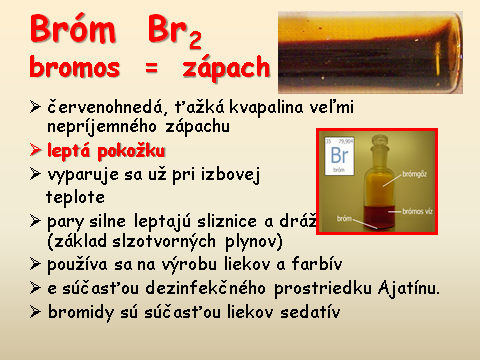 Bróm Br2
bromos = zápach
➢ červenohnedá, ťažká kvapalina veľmi
nepríjemného zápachu
➢ leptá pokožku
➢ vyparuje sa už pri izbovej
teplote
➢ pary silne leptajú sliznice a dráž
(základ slzotvorných plynov)
➢ používa sa na výrobu liekov a farbív
➢ e súčasťou dezinfekčného prostriedku Ajatínu.
➢ bromidy sú súčasťou liekov sedatív
35 79,904
Br
bróm
brómgőz
brómos víz
bróm